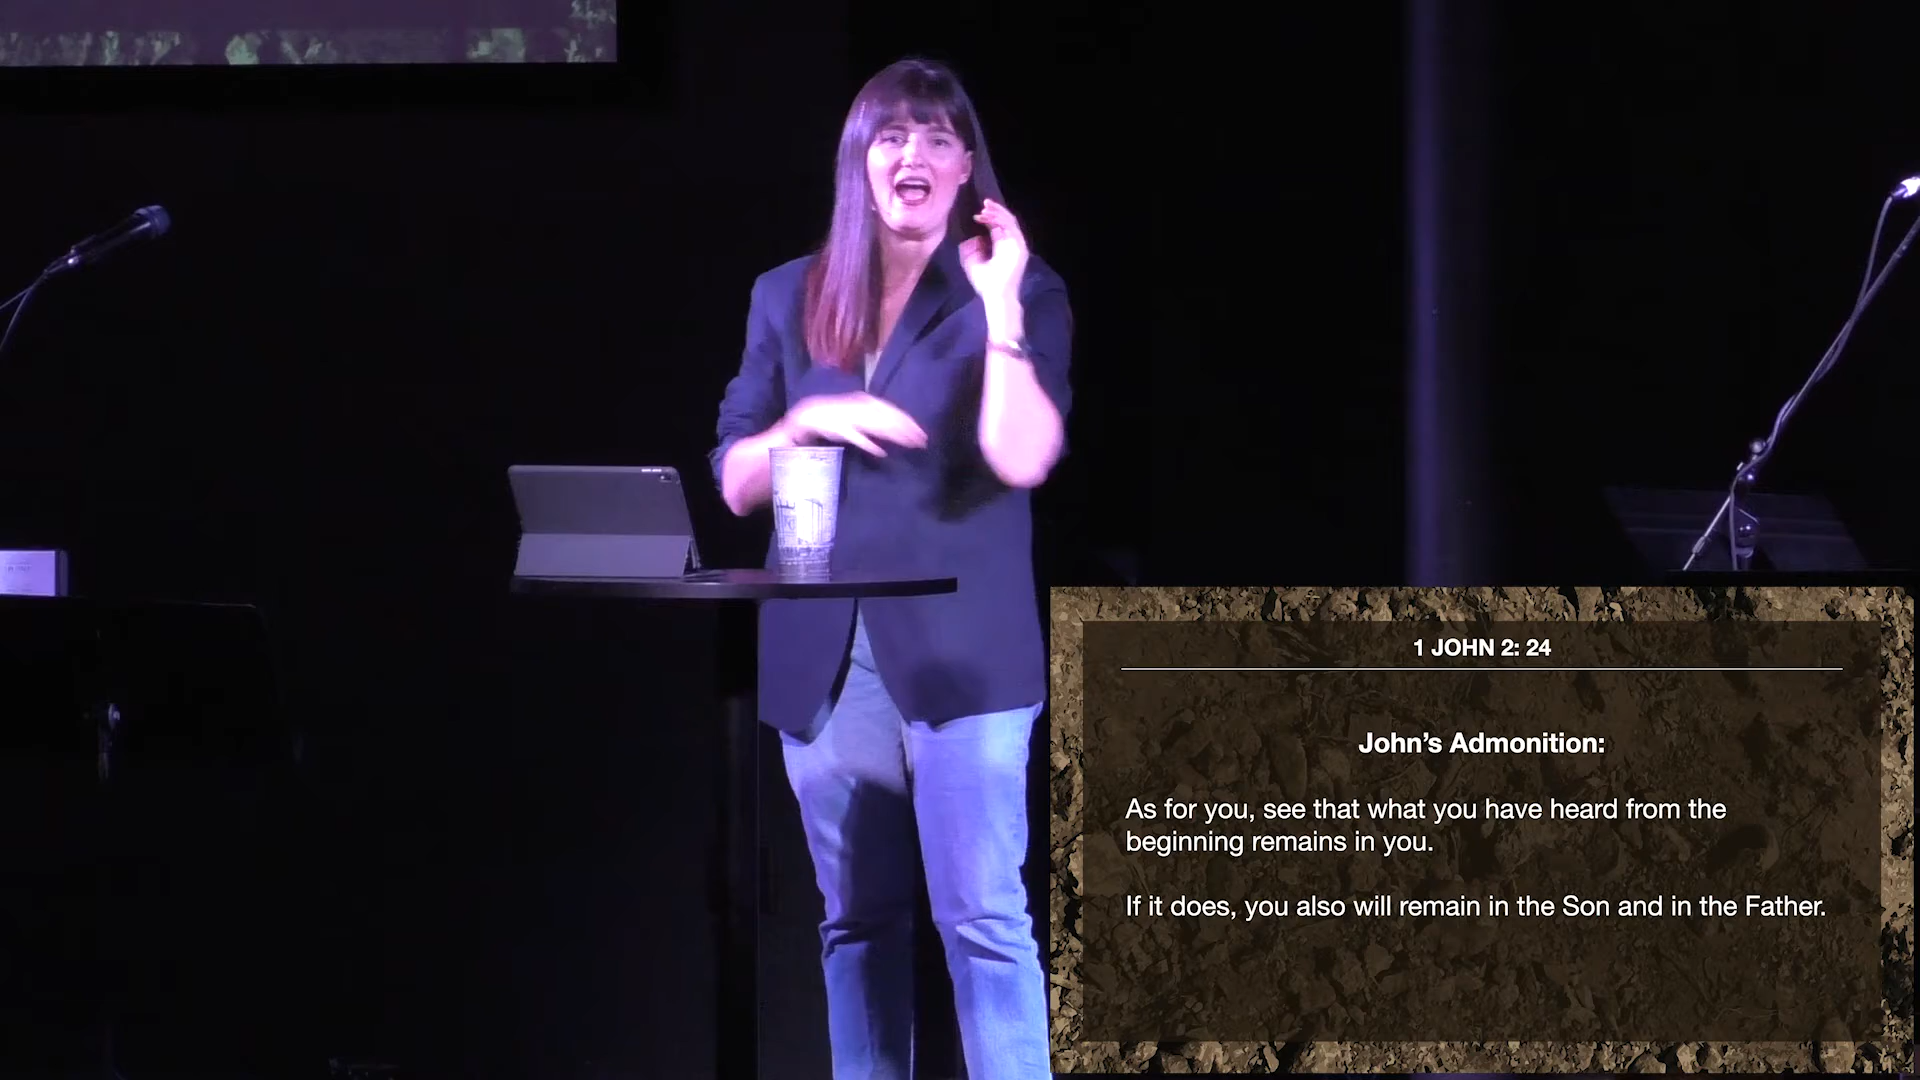 1 JOHN 2: 24
John’s Admonition:
As for you, see that what you have heard from the
beginning remains in you.
If it does, you also will remain in the Son and in the Father.